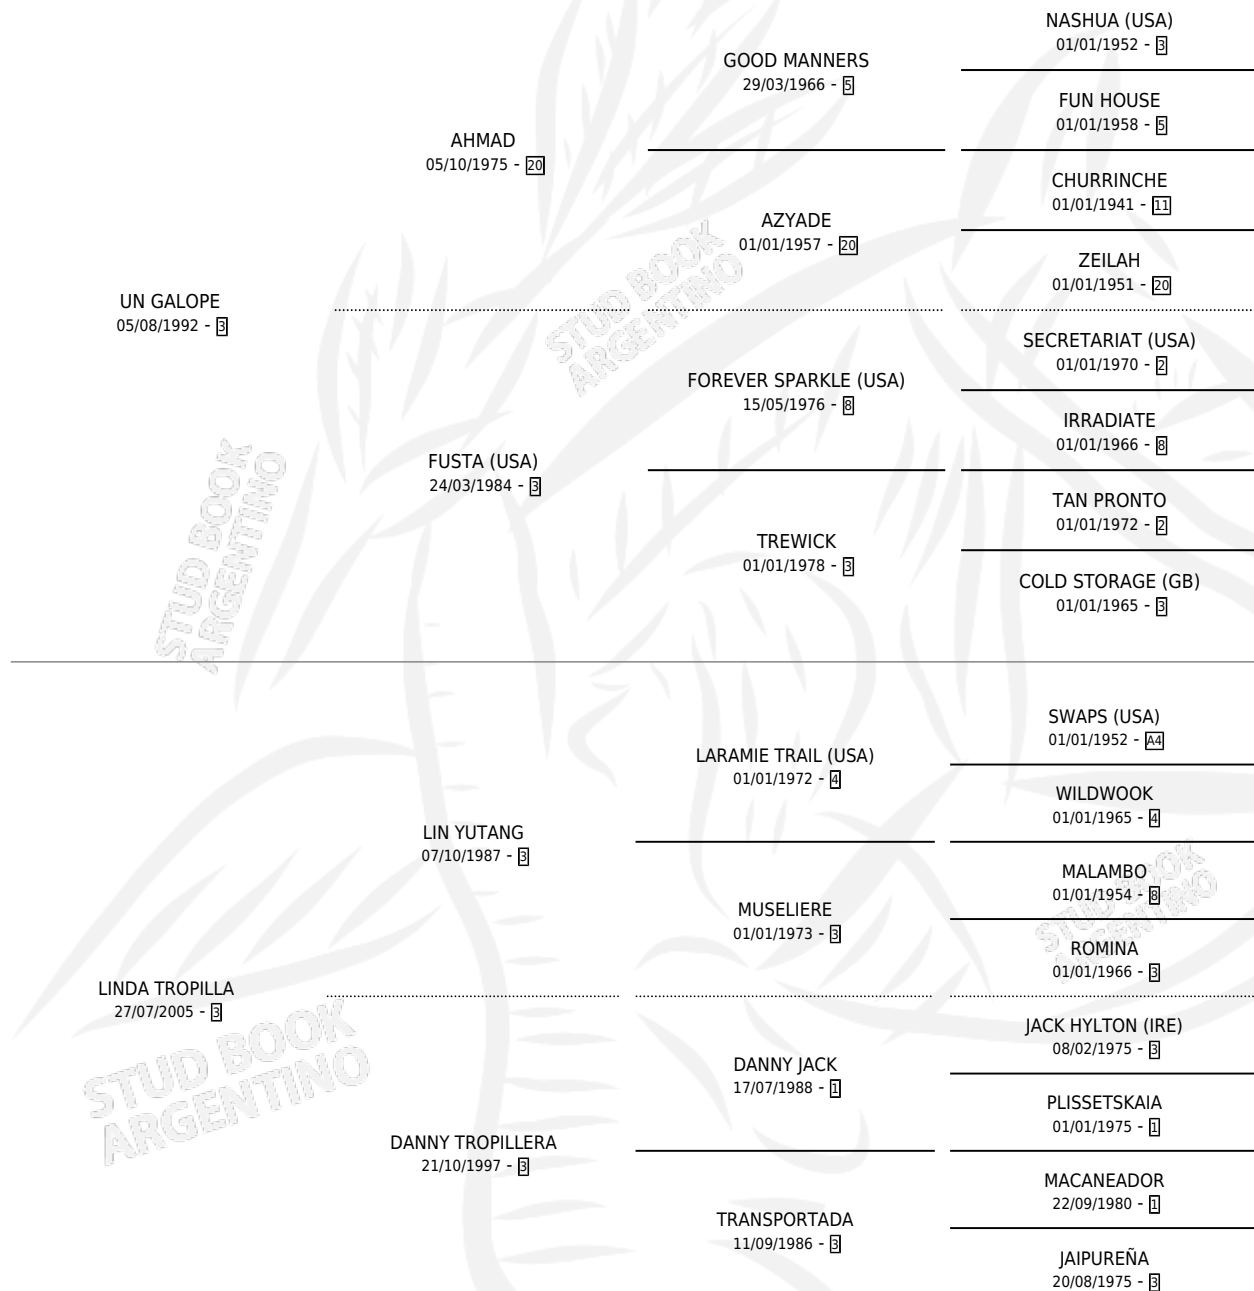 NASHUA (USA)
01/01/1952 - 3
GOOD MANNERS
29/03/1966 - 5
FUN HOUSE
01/01/1958 - 5
AHMAD
05/10/1975 - 20
CHURRINCHE
01/01/1941 - 11
AZYADE
01/01/1957 - 20
ZEILAH
01/01/1951 - 20
UN GALOPE
05/08/1992 - 3
STUD BOOK
ARGENTINO
SECRETARIAT (USA)
01/01/1970 - 2
FOREVER SPARKLE (USA)
15/05/1976 - 8
IRRADIATE
01/01/1966 - 8
FUSTA (USA)
24/03/1984 - 3
TAN PRONTO
01/01/1972 - 2
TREWICK
01/01/1978 - 3
COLD STORAGE (GB)
01/01/1965 - 3
STUD BOOK
ARGENTINO
SWAPS (USA)
01/01/1952 - A4
LARAMIE TRAIL (USA)
01/01/1972 - 4
WILDWOOK
01/01/1965 - 4
LIN YUTANG
07/10/1987 - 3
MALAMBO
01/01/1954 - 8
MUSELIERE
01/01/1973 - 3
ROMINA
01/01/1966 - 3
STUD BOOK
ARGENTINO
LINDA TROPILLA
27/07/2005 - 3
JACK HYLTON (IRE)
08/02/1975 - 3
DANNY JACK
17/07/1988 - 1
PLISSETSKAIA
01/01/1975 - 1
STUD BOOK
ARGENTINO
DANNY TROPILLERA
21/10/1997 - 3
MACANEADOR
22/09/1980 - 1
TRANSPORTADA
11/09/1986 - 3
JAIPUREÑA
20/08/1975 - 3